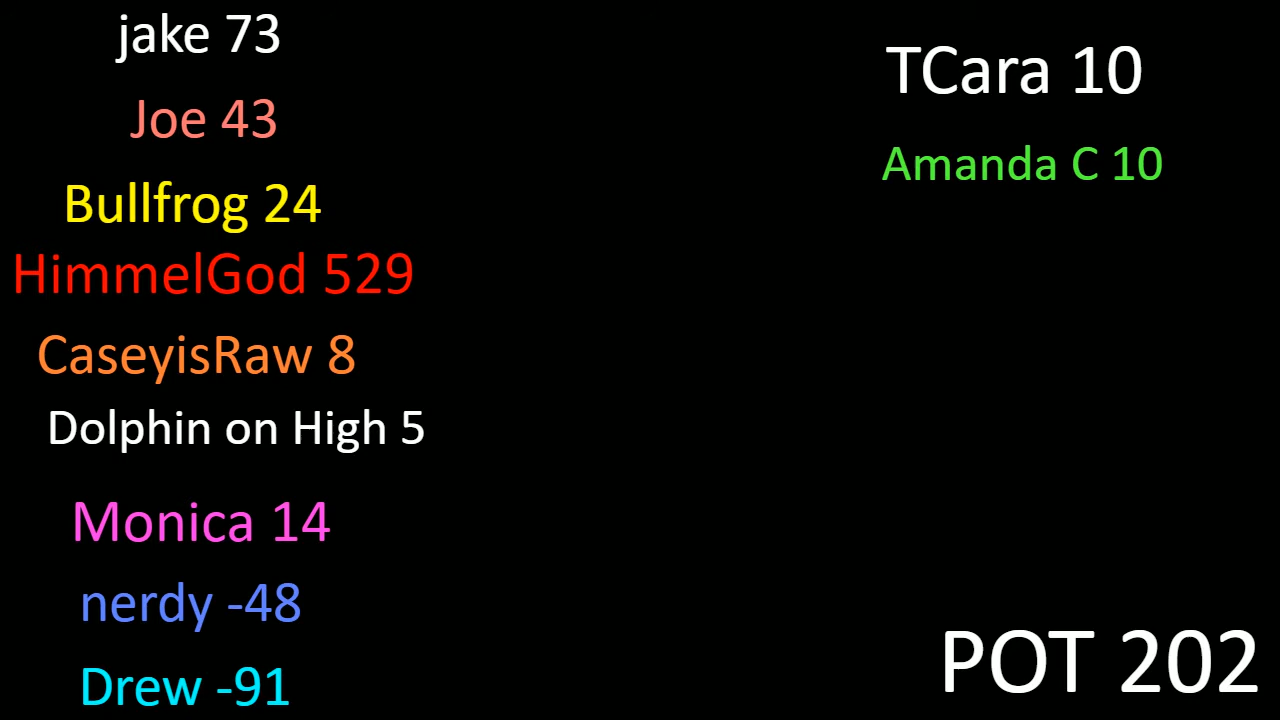 jake 73
Joe 43
Bullfrog 24
HimmelGod 529
CaseyisRaw 8
Dolphin on High 5
Monica 14
nerdy -48
Drew -91
TCara 10
Amanda C 10
POT 202